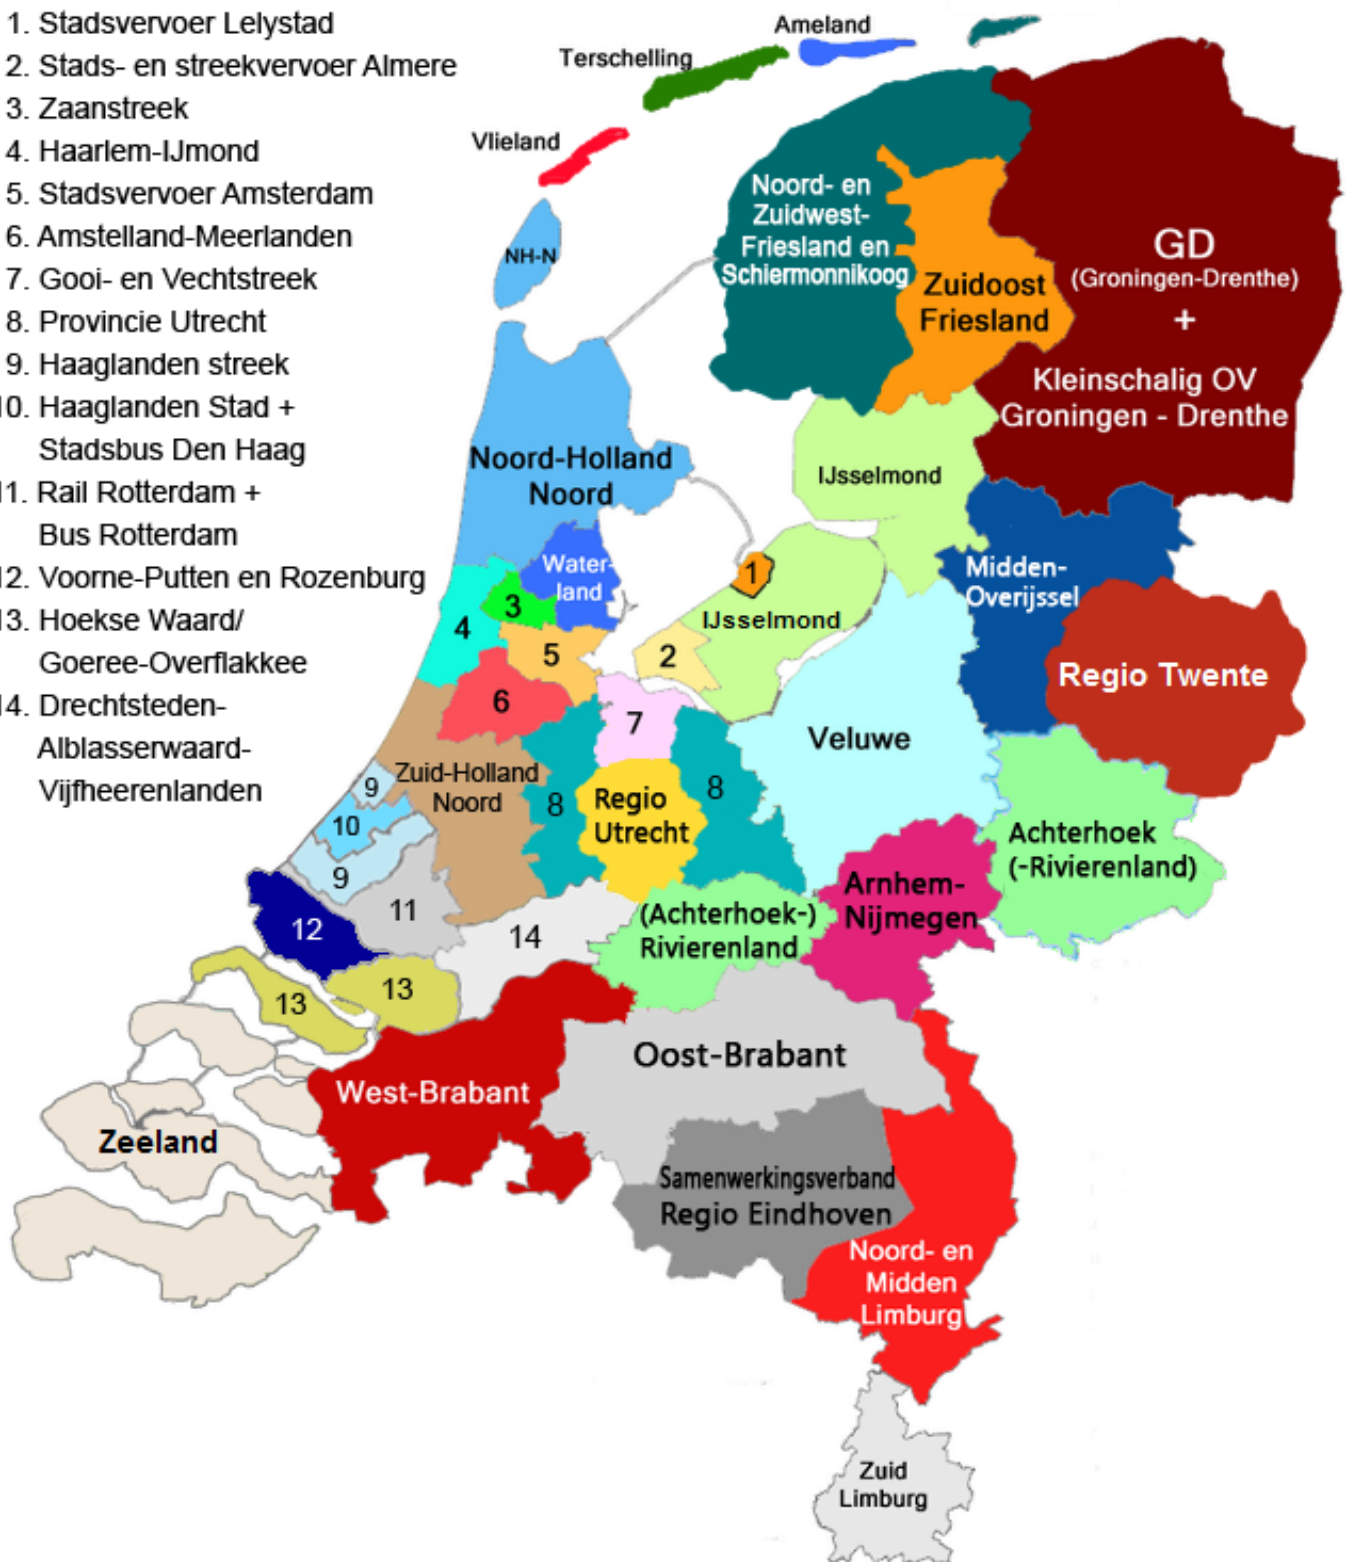 1. Stadsvervoer Lelystad
2. Stads- en streekvervoer Almere
3. Zaanstreek
4. Haarlem-IJmond
5. Stadsvervoer Amsterdam
6. Amstelland-Meerlanden
7. Gooi- en Vechtstreek
8. Provincie Utrecht
9. Haaglanden streek
10. Haaglanden Stad +
Stadsbus Den Haag
11. Rail Rotterdam +
Bus Rotterdam
12. Voorne-Putten en Rozenburg
13. Hoekse Waard/
Goeree-Overflakkee
14. Drechtsteden-
Alblasserwaard-
Vijfheerenlanden
Ameland
Terschelling
Vlieland
NH-N
Noord- en
Zuidwest-
Friesland en
Schiermonnikoog
Zuidoost
Friesland
GD
(Groningen-Drenthe)
+
Kleinschalig OV
Groningen - Drenthe
Noord-Holland
Noord
IJsselmond
Water-
land
1
IJsselmond
Midden-
Overijssel
3
4
5
2
Regio Twente
6
7
Veluwe
Zuid-Holland
Noord
9
10
9
8
Regio
Utrecht
8
Achterhoek
(-Rivierenland)
Arnhem-
Nijmegen
11
12
14
(Achterhoek-)
Rivierenland
13
13
Oost-Brabant
West-Brabant
Zeeland
Samenwerkingsverband
Regio Eindhoven
Noord- en
Midden
Limburg
Zuid
Limburg